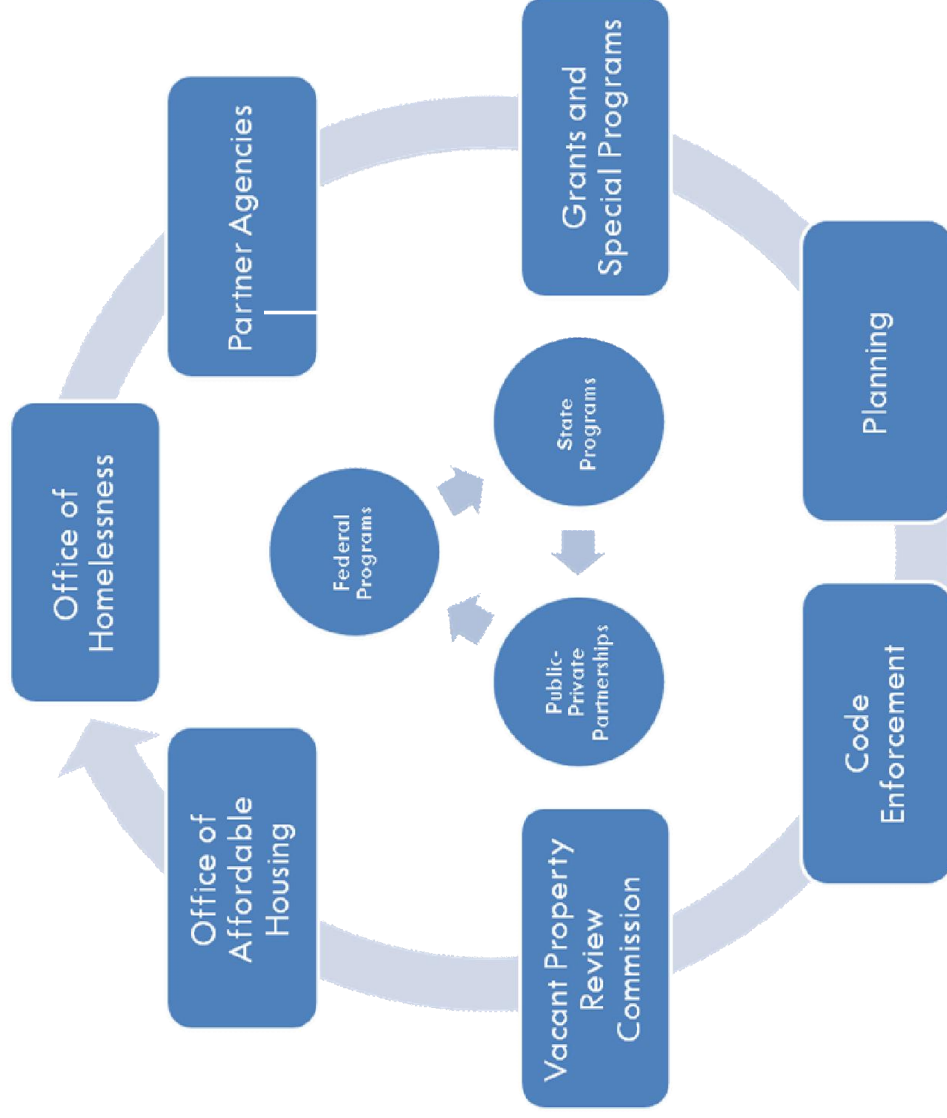 Office of
Homelessness
Partner Agencies
Grants and
Special Programs
Planning
Code
Enforcement
Vacant Property
Review
Commission
Office of
Affordable
Housing
Federal
Programs
State
Programs
Public-
Private
Partnerships